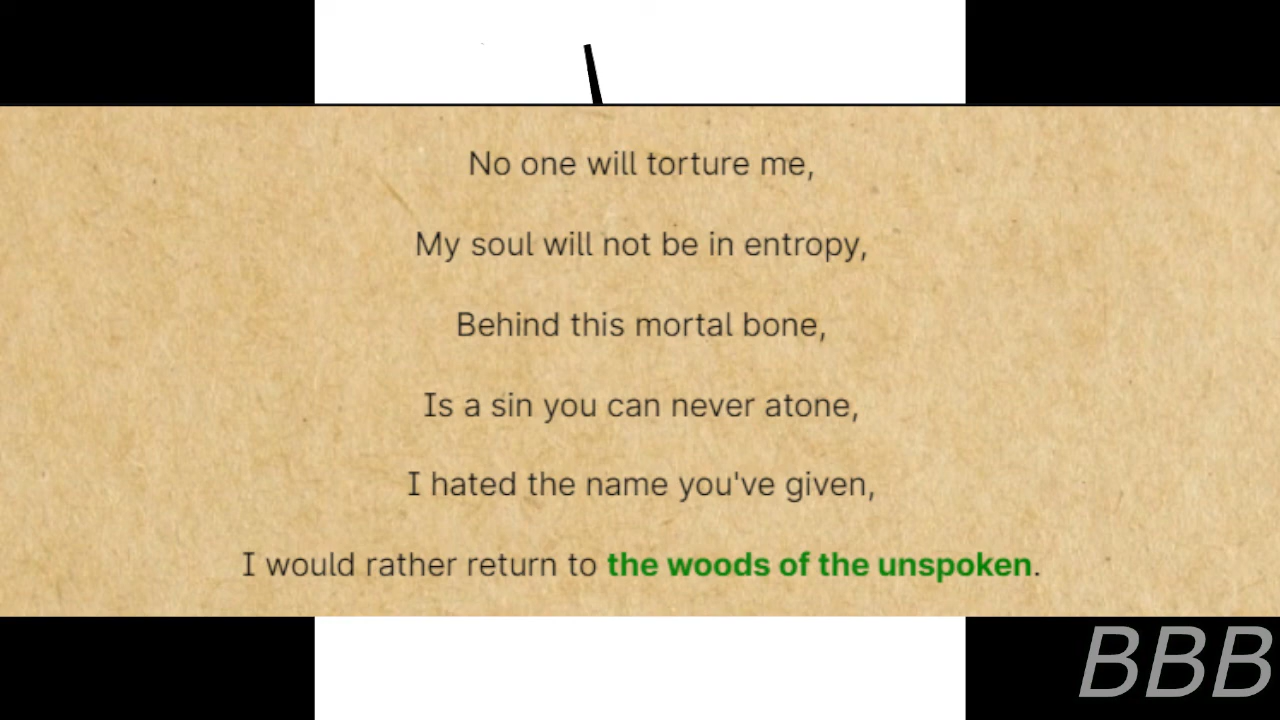 No one will torture me,
My soul will not be in entropy,
Behind this mortal bone,
Is a sin you can never atone,
I hated the name you've given,
I would rather return to the woods of the unspoken.
BBB